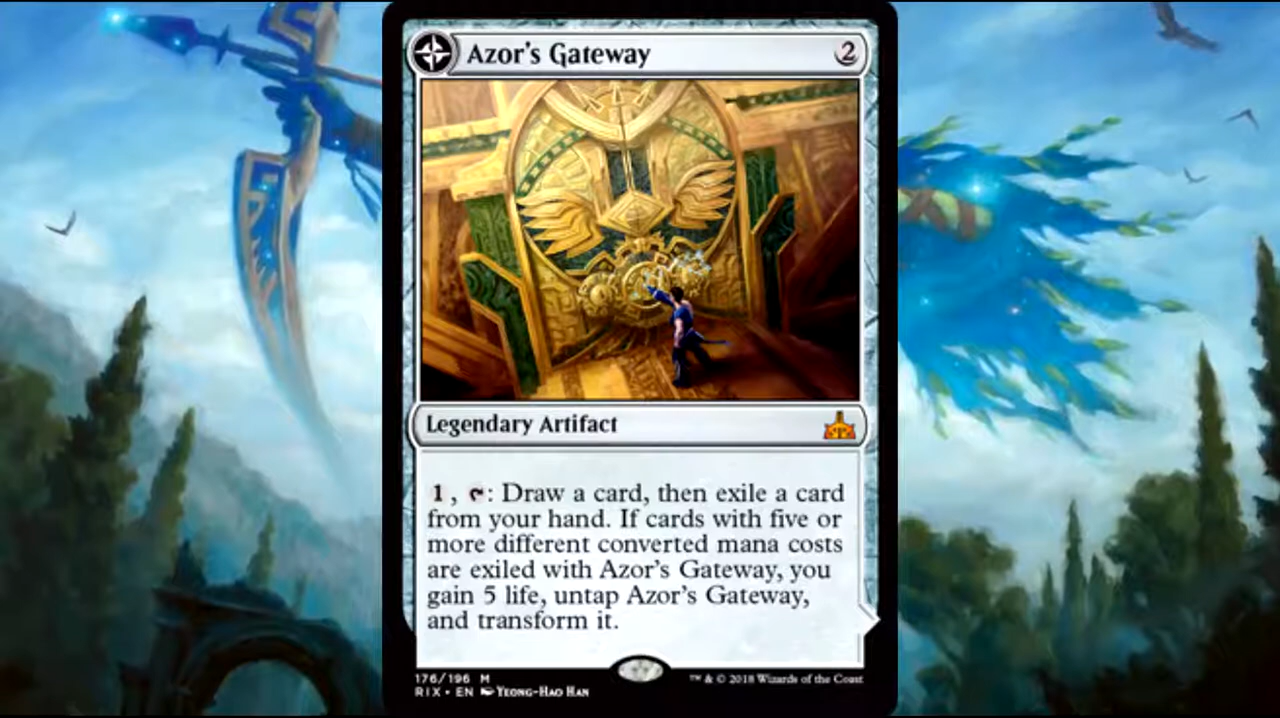 Azor's Gateway 2
Legendary Artifact
1, : Draw a card, then exile a card
from your hand. If cards with five or
more different converted mana costs
are exiled with Azor's Gateway, you
gain 5 life, untap Azor's Gateway,
and transform it.
176/196 M
RIX • EN Yeong-Hao Han
™ & © 2018 Wizards of the Coast